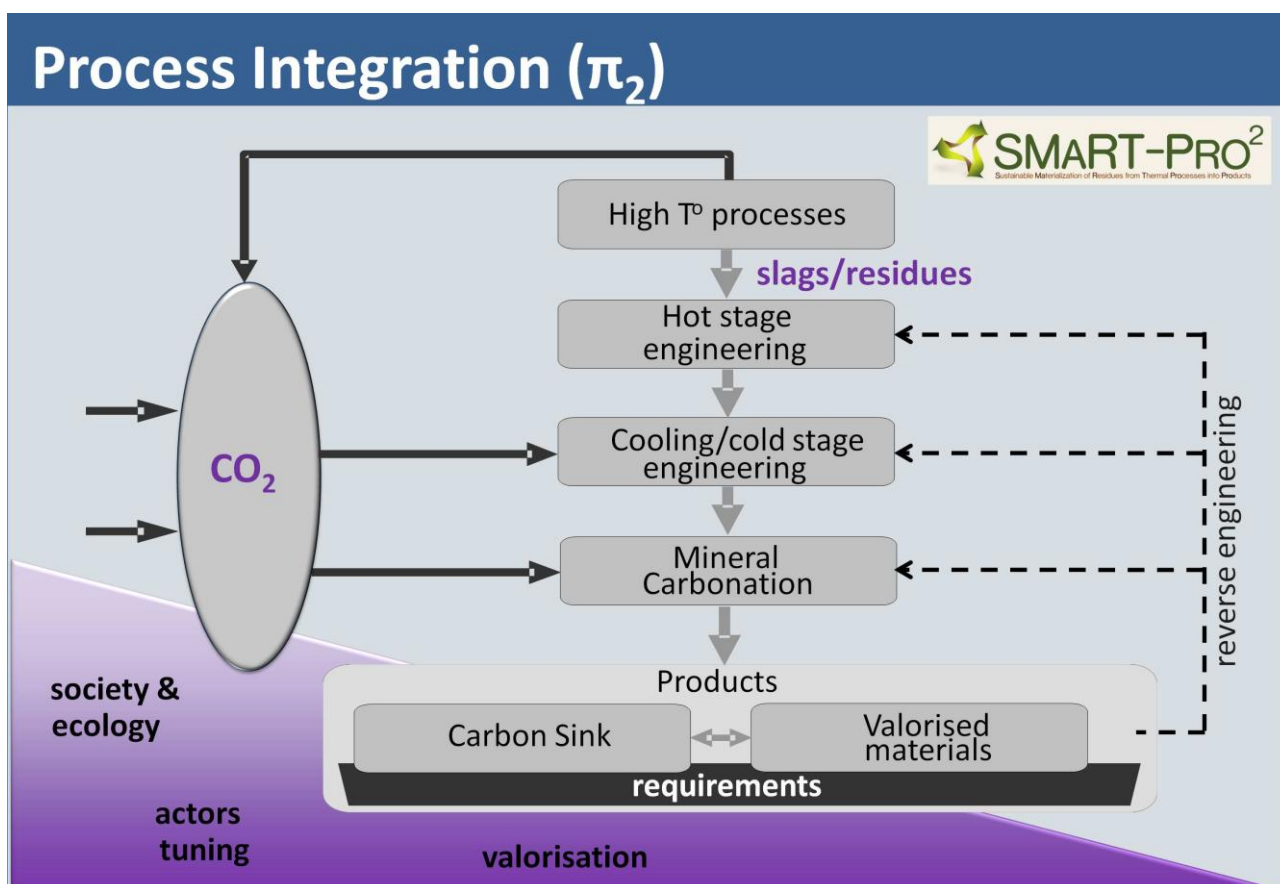 Process Integration (π₂)
SMART-PRO²
Sustainable Materialization of Residues from Thermal Processes into Products
High Tº processes
slags/residues
Hot stage
engineering
Cooling/cold stage
engineering
CO₂
Mineral
Carbonation
reverse engineering
Products
Carbon Sink
Valorised
materials
requirements
society &
ecology
actors
tuning
valorisation